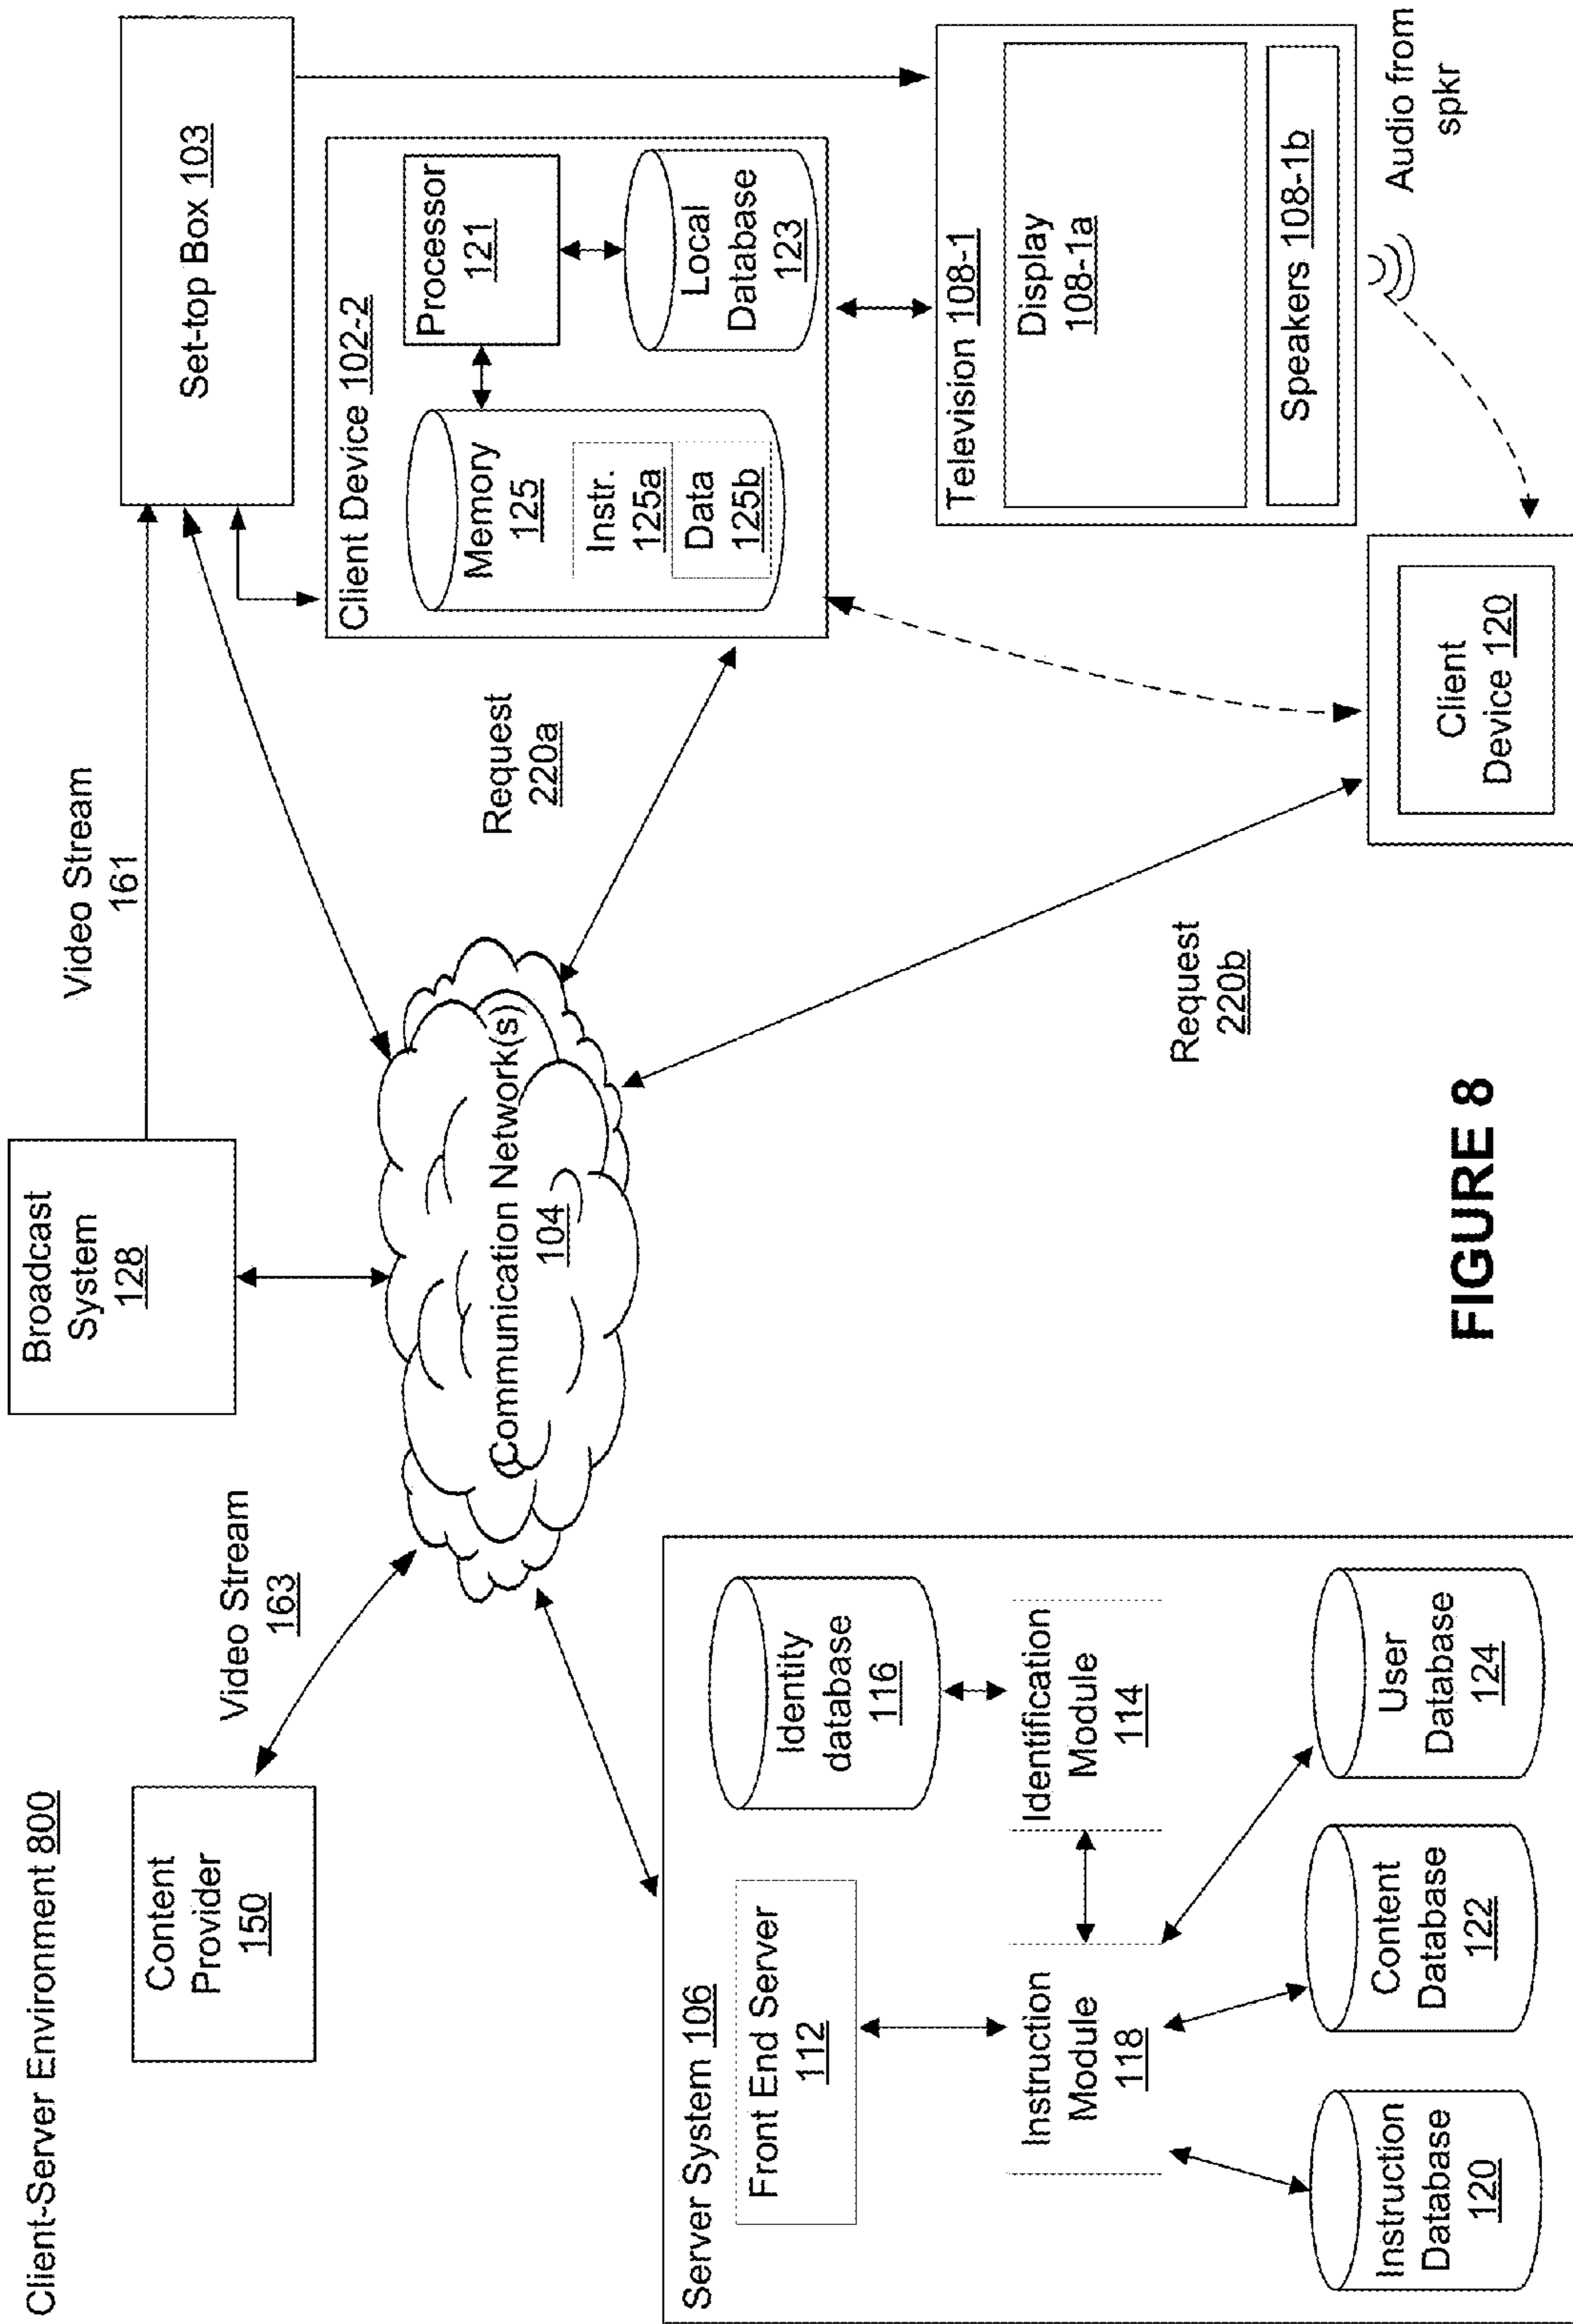 Client-Server Environment 800
Content
Provider
150
Video Stream
163
Broadcast
System
128
Video Stream
161
Set-top Box 103
Communication Network(s)
104
Request
220a
Client Device 102-2
Memory
125
Instr.
125a
Data
125b
Processor
121
Local
Database
123
Server System 106
Front End Server
112
Identity
database
116
Instruction
Module
118
Identification
Module
114
Instruction
Database
120
Content
Database
122
User
Database
124
Request
220b
Television 108-1
Display
108-1a
Speakers 108-1b
Audio from
spkr
Client
Device 120
FIGURE 8